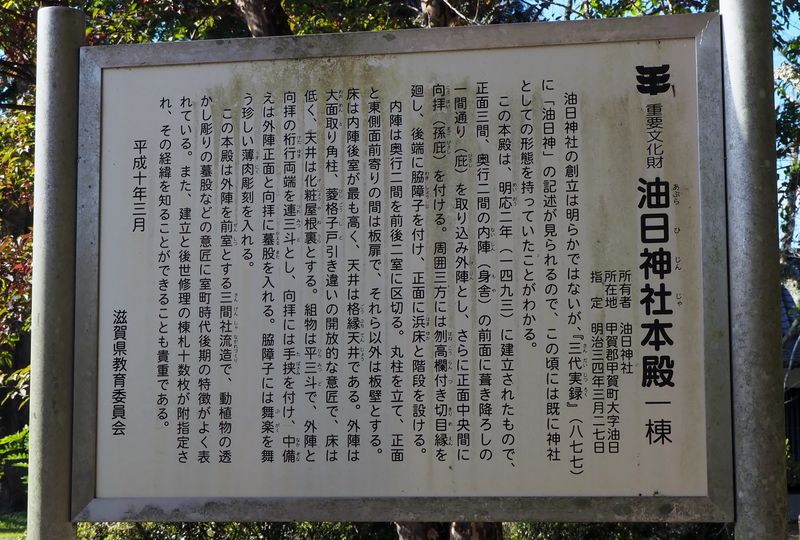 重要文化財 油日神社本殿 一棟
あぶら ひ じん じゃ
所有者 油日神社
所在地 甲賀郡甲賀町大字油日
指定 明治三四年三月二七日
油日神社の創立は明らかではないが、『三代実録』(八七七)
に「油日神」の記述が見られるので、この頃には既に神社
としての形態を持っていたことがわかる。
この本殿は、明応二年(一四九三)に建立されたもので、
正面三間、奥行二間の内陣(身舎)の前面に葺き降ろしの
一間通り(庇)を取り込み外陣とし、さらに正面中央間に
向拝(孫庇)を付ける。周囲三方には刎高欄付き切目縁を
廻し、後端に脇障子を付け、正面に浜床と階段を設ける。
内陣は奥行二間を前後二室に区切る。丸柱を立て、正面
と東側面前寄りの間は板扉で、それら以外は板壁とする。
床は内陣後室が最も高く、天井は格縁天井である。外陣は
大面取り角柱、菱格子戸引き違いの開放的な意匠で、床は
低く、天井は化粧屋根裏とする。組物は平三斗で、外陣と
向拝の桁行両端を連三斗とし、向拝には手挟を付け、中備
えは外陣正面と向拝に蟇股を入れる。脇障子には舞楽を舞
う珍しい薄肉彫刻を入れる。
この本殿は外陣を前室とする三間社流造で、動植物の透
かし彫りの蟇股などの意匠に室町時代後期の特徴がよく表
れている。また、建立と後世修理の棟札十数枚が附指定さ
れ、その経緯を知ることができることも貴重である。
平成十年三月
滋賀県教育委員会